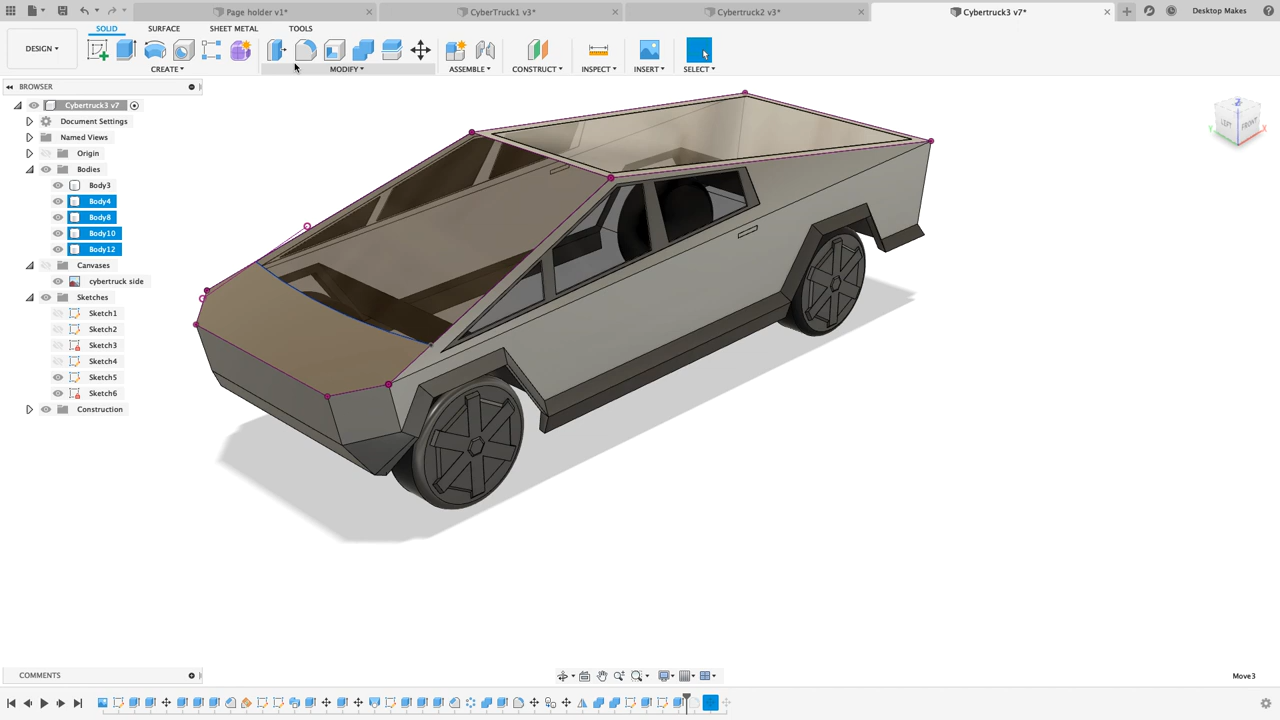 Page holder v1*
CyberTruck1 v3*
Cybertruck2 v3*
Cybertruck3 v7*
Desktop Makes
SOLID
SURFACE
SHEET METAL
TOOLS
DESIGN
CREATE
MODIFY
ASSEMBLE
CONSTRUCT
INSPECT
INSERT
SELECT
BROWSER
Cybertruck3 v7
Document Settings
Named Views
Origin
Bodies
Body3
Body4
Body8
Body10
Body12
Canvases
cybertruck side
Sketches
Sketch1
Sketch2
Sketch3
Sketch4
Sketch5
Sketch6
Construction
LEFT
FRONT
COMMENTS
Move3